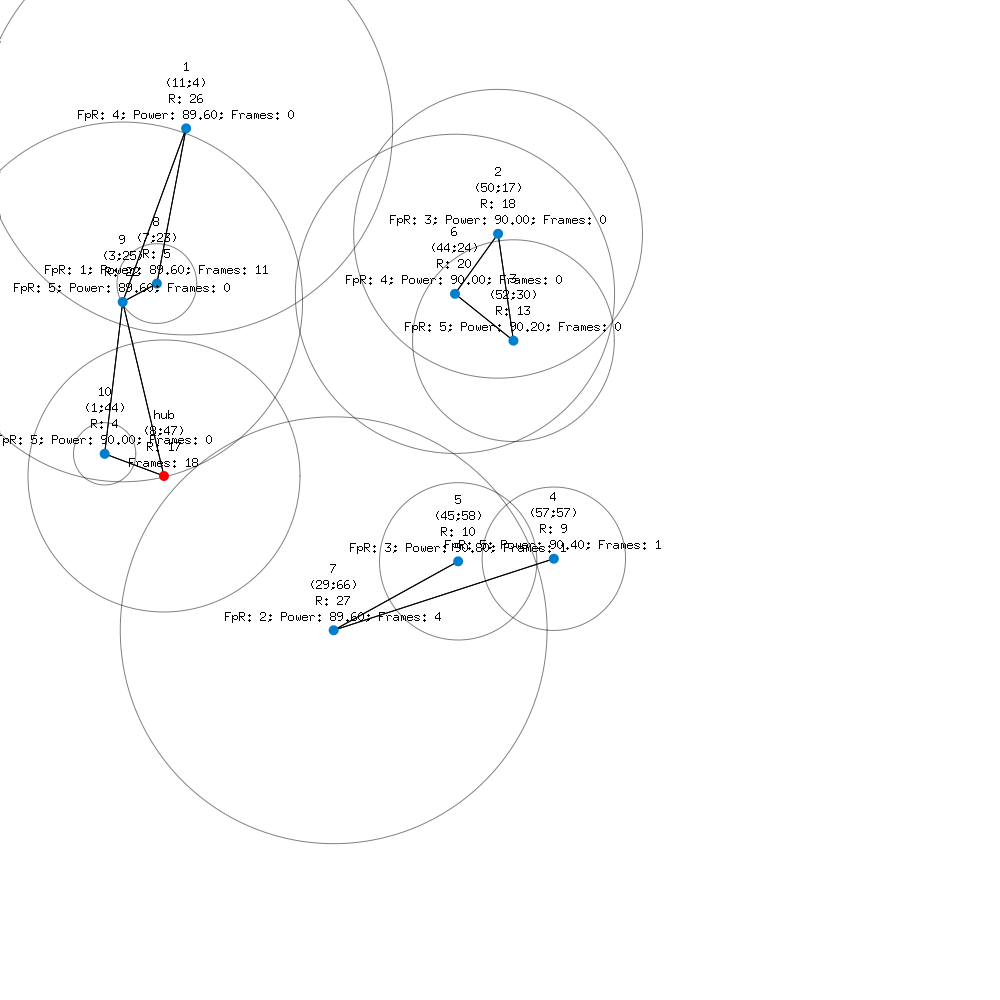 1
(11;4)
R: 26
FpR: 4; Power: 89.60; Frames: 0
2
(50;17)
R: 18
FpR: 3; Power: 90.00; Frames: 0
8
(7;23)
R: 5
FpR: 1; Power: 89.60; Frames: 11
9
(3;25)
FpR: 5; Power: 89.60; Frames: 0
6
(44;24)
R: 20
FpR: 4; Power: 90.00; Frames: 0
3
(52;30)
R: 13
FpR: 5; Power: 90.20; Frames: 0
10
(1;44)
R: 4
FpR: 5; Power: 90.00; Frames: 0
hub
(8;47)
R: 17
Frames: 18
5
(45;58)
R: 10
FpR: 3; Power: 90.80; Frames: 1
4
(57;57)
R: 9
FpR: 5; Power: 90.40; Frames: 1
7
(29;66)
R: 27
FpR: 2; Power: 89.60; Frames: 4